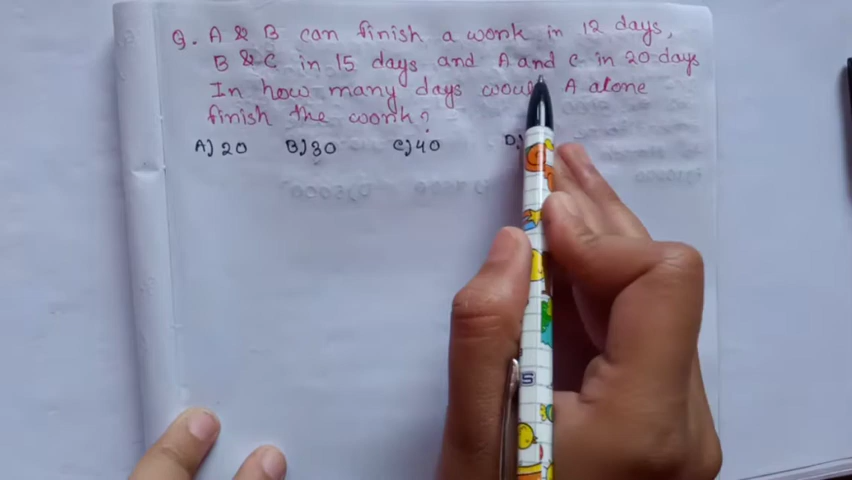 Q. A & B can finish a work in 12 days,
B & C in 15 days and A and C in 20 days
In how many days would A alone
finish the work?
A) 20 B) 30 C) 40 D)